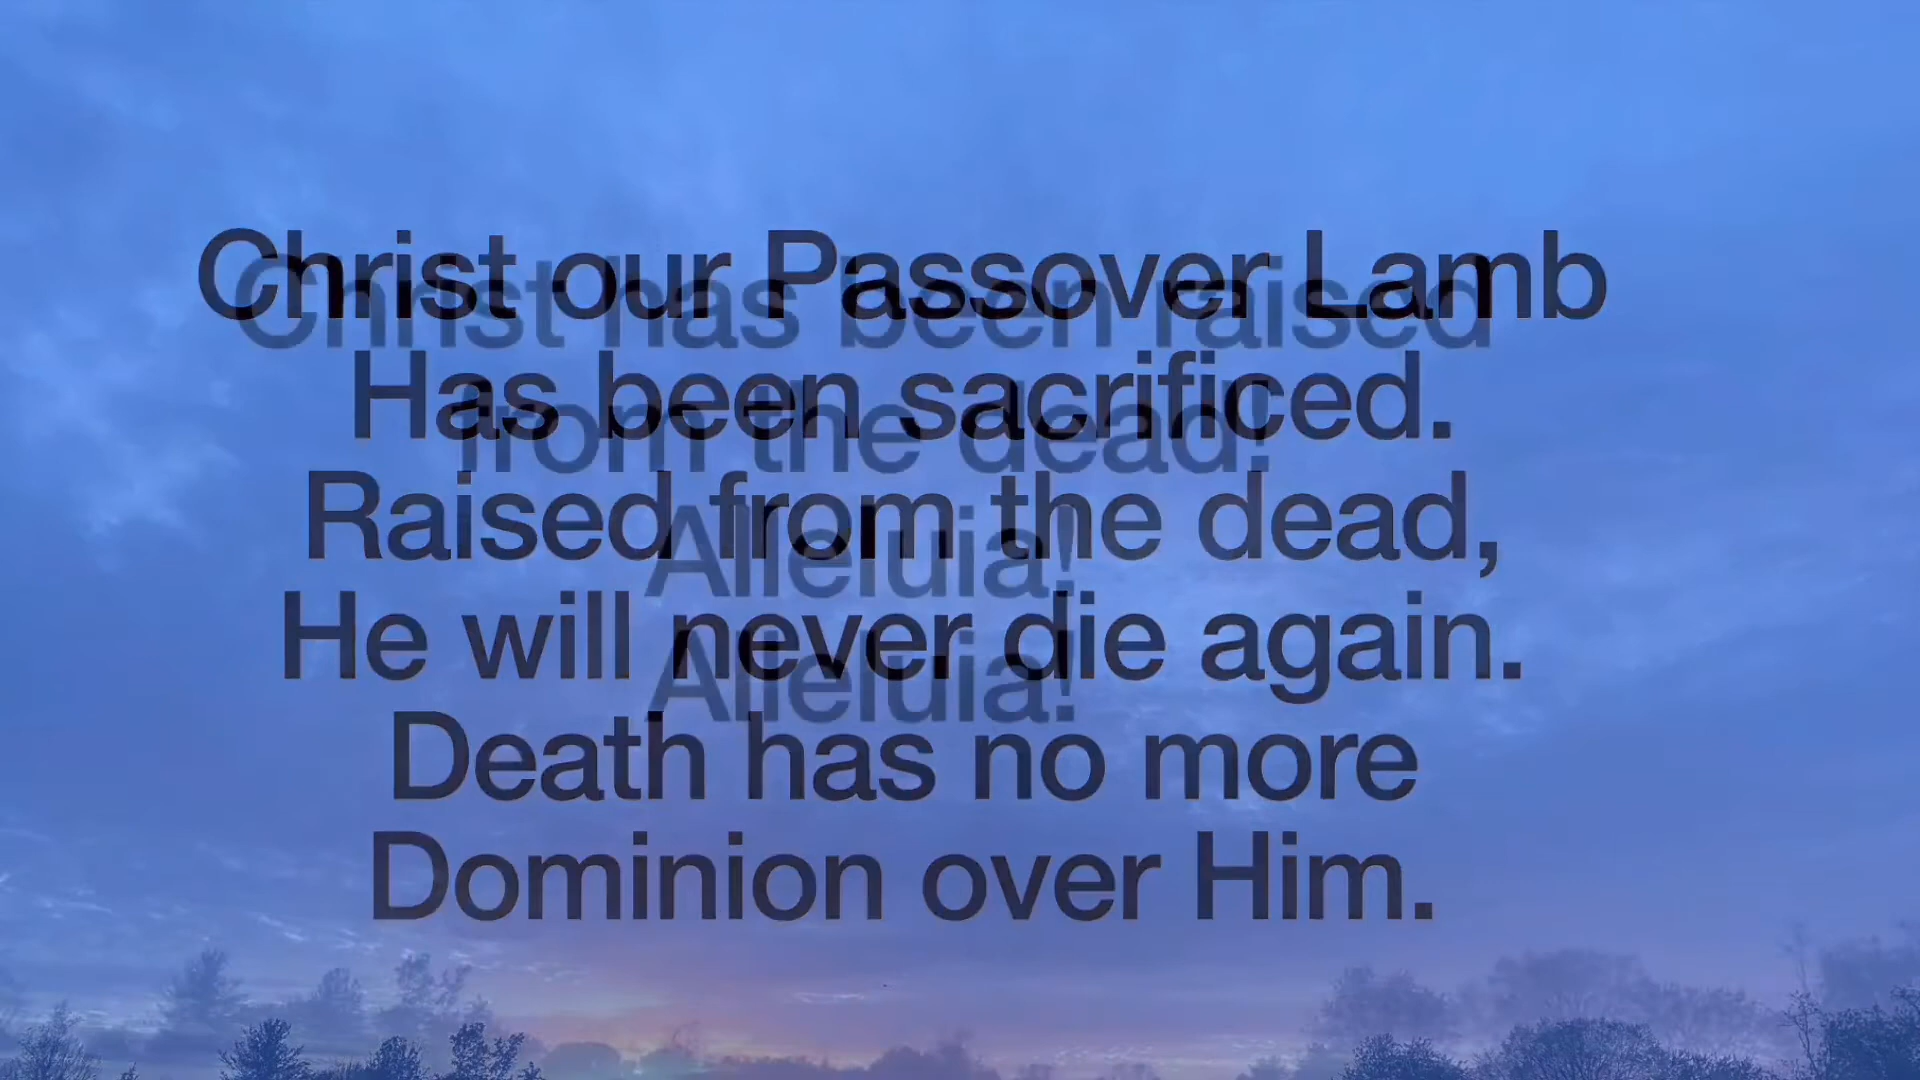 Christ our Passover Lamb
Has been sacrificed.
Raised from the dead,
He will never die again.
Death has no more
Dominion over Him.
Christ has been raised
from the dead!
Alleluia!
Alleluia!